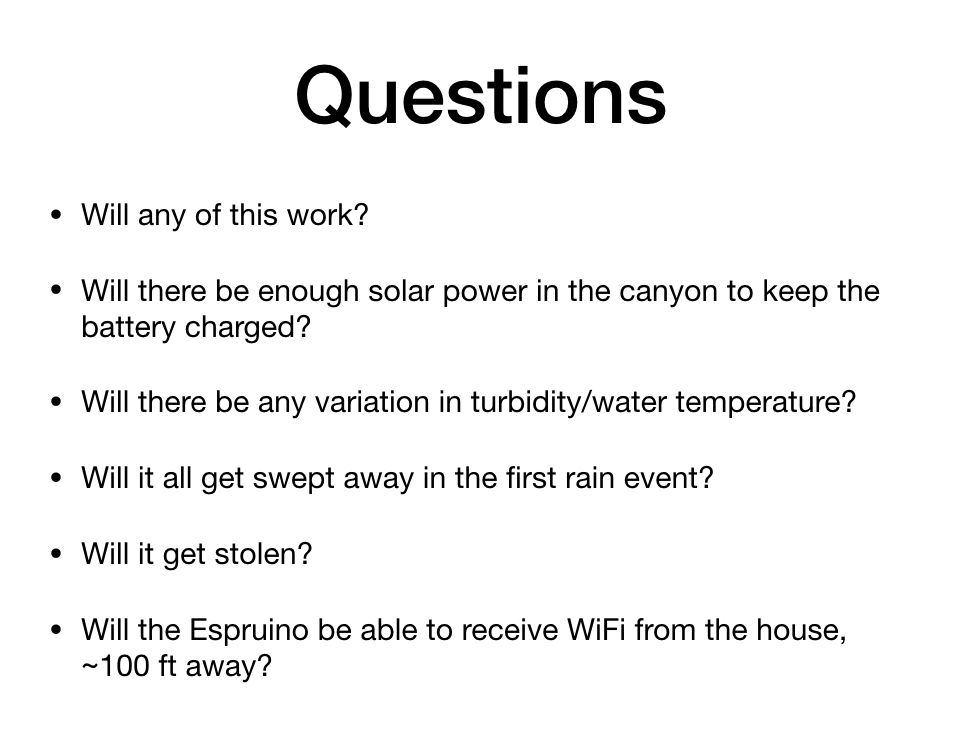 Questions
• Will any of this work?
• Will there be enough solar power in the canyon to keep the
battery charged?
• Will there be any variation in turbidity/water temperature?
• Will it all get swept away in the first rain event?
• Will it get stolen?
• Will the Espruino be able to receive WiFi from the house,
~100 ft away?